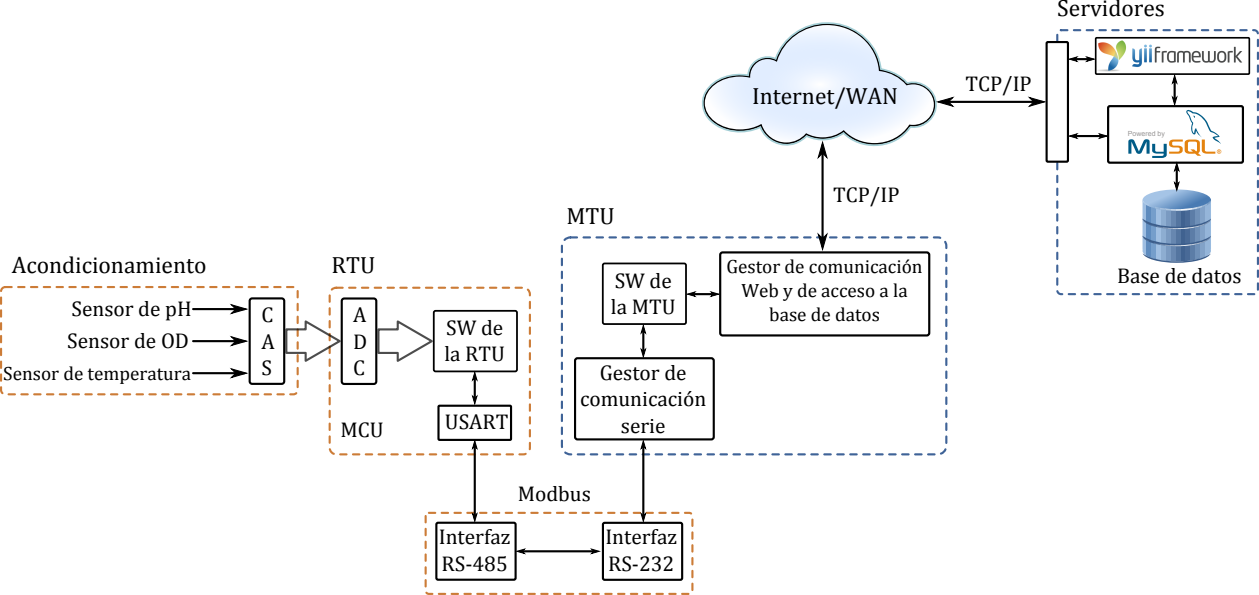 Servidores
yiiframework
TCP/IP
Internet/WAN
Powered by
MySQL®
TCP/IP
MTU
Base de datos
Gestor de comunicación
Web y de acceso a la
base de datos
SW de
la MTU
Gestor de
comunicación
serie
Acondicionamiento
Sensor de pH
Sensor de OD
Sensor de temperatura
C
A
S
RTU
A
D
C
SW de
la RTU
USART
MCU
Modbus
Interfaz
RS-485
Interfaz
RS-232